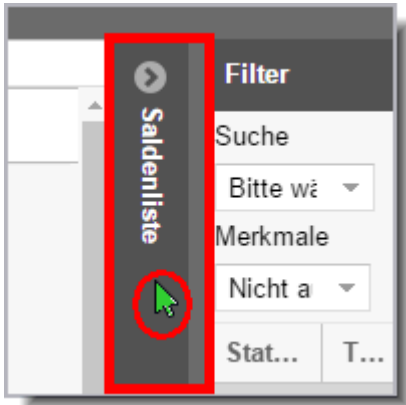 Saldenliste
Filter
Suche
Bitte wä
Merkmale
Nicht a
Stat...
T...